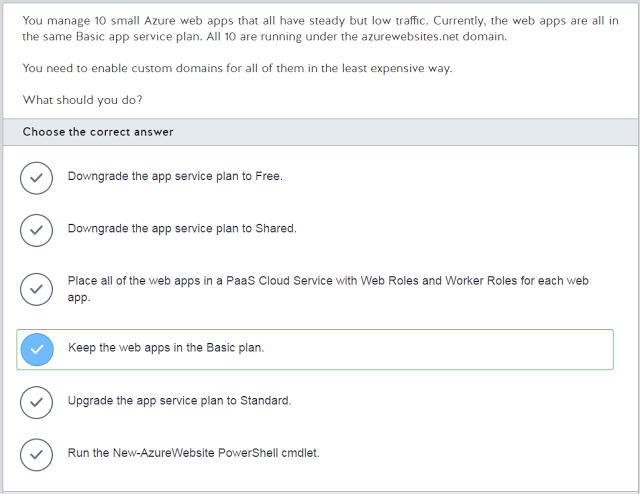 You manage 10 small Azure web apps that all have steady but low traffic. Currently, the web apps are all in
the same Basic app service plan. All 10 are running under the azurewebsites.net domain.
You need to enable custom domains for all of them in the least expensive way.
What should you do?
Choose the correct answer
Downgrade the app service plan to Free.
Downgrade the app service plan to Shared.
Place all of the web apps in a PaaS Cloud Service with Web Roles and Worker Roles for each web
app.
Keep the web apps in the Basic plan.
Upgrade the app service plan to Standard.
Run the New-AzureWebsite PowerShell cmdlet.